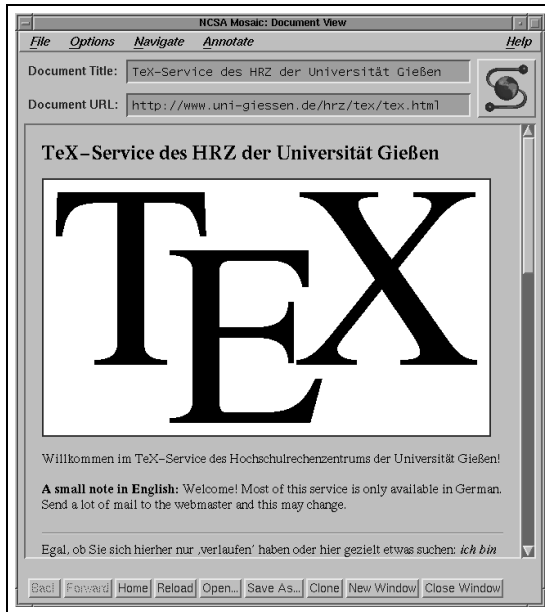 NCSA Mosaic: Document View
File Options Navigate Annotate Help
Document Title: TeX-Service des HRZ der Universität Gießen
Document URL: http://www.uni-giessen.de/hrz/tex/tex.html
TeX-Service des HRZ der Universität Gießen
TEX
Willkommen im TeX-Service des Hochschulrechenzentrums der Universität Gießen!
A small note in English: Welcome! Most of this service is only available in German.
Send a lot of mail to the webmaster and this may change.
Egal, ob Sie sich hierher nur ‚verlaufen‘ haben oder hier gezielt etwas suchen: ich bin
Back Forward Home Reload Open... Save As... Clone New Window Close Window